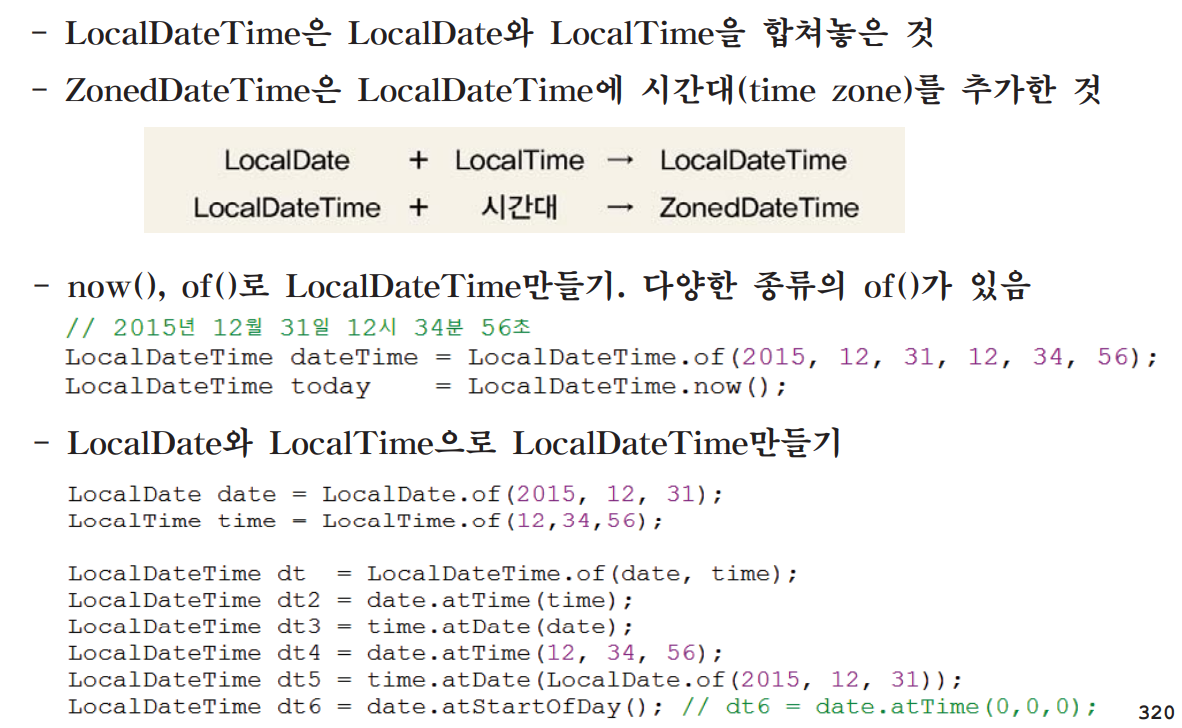 - LocalDateTime은 LocalDate와 LocalTime을 합쳐놓은 것
- ZonedDateTime은 LocalDateTime에 시간대(time zone)를 추가한 것
LocalDate + LocalTime → LocalDateTime
LocalDateTime + 시간대 → ZonedDateTime
- now(), of()로 LocalDateTime만들기. 다양한 종류의 of()가 있음
// 2015년 12월 31일 12시 34분 56초
LocalDateTime dateTime = LocalDateTime.of(2015, 12, 31, 12, 34, 56);
LocalDateTime today = LocalDateTime.now();
- LocalDate와 LocalTime으로 LocalDateTime만들기
LocalDate date = LocalDate.of(2015, 12, 31);
LocalTime time = LocalTime.of(12,34,56);
LocalDateTime dt = LocalDateTime.of(date, time);
LocalDateTime dt2 = date.atTime(time);
LocalDateTime dt3 = time.atDate(date);
LocalDateTime dt4 = date.atTime(12, 34, 56);
LocalDateTime dt5 = time.atDate(LocalDate.of(2015, 12, 31));
LocalDateTime dt6 = date.atStartOfDay(); // dt6 = date.atTime(0,0,0);
320